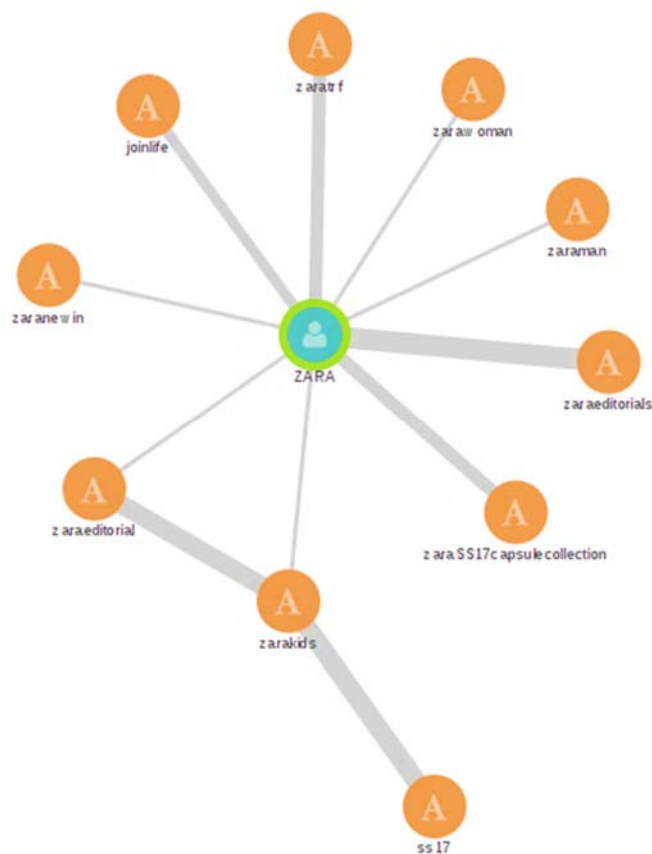 A
zaratrf
A
zarawoman
A
joinlife
A
zaraman
A
zaranewin
ZARA
A
zaraeditorials
A
zaraeditorial
A
zaraSS17capsulecollection
A
zarakids
A
ss17